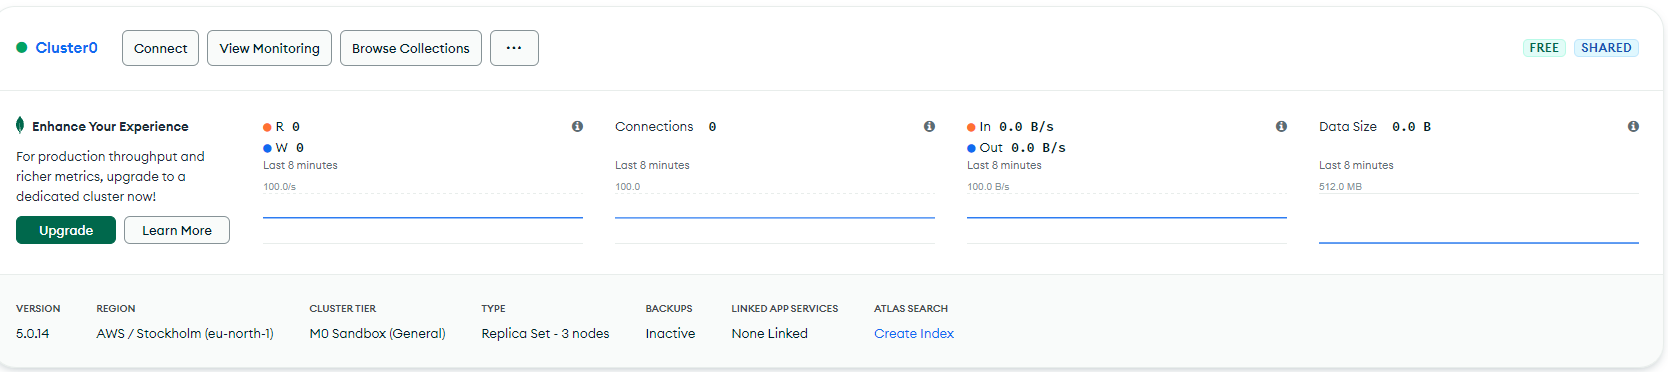 Cluster0
Connect
View Monitoring
Browse Collections
...
FREE
SHARED
Enhance Your Experience
For production throughput and
richer metrics, upgrade to a
dedicated cluster now!
Upgrade
Learn More
R 0
W 0
Last 8 minutes
100.0/s
Connections 0
Last 8 minutes
100.0
In 0.0 B/s
Out 0.0 B/s
Last 8 minutes
100.0 B/s
Data Size 0.0 B
Last 8 minutes
512.0 MB
VERSION
5.0.14
REGION
AWS / Stockholm (eu-north-1)
CLUSTER TIER
M0 Sandbox (General)
TYPE
Replica Set - 3 nodes
BACKUPS
Inactive
LINKED APP SERVICES
None Linked
ATLAS SEARCH
Create Index